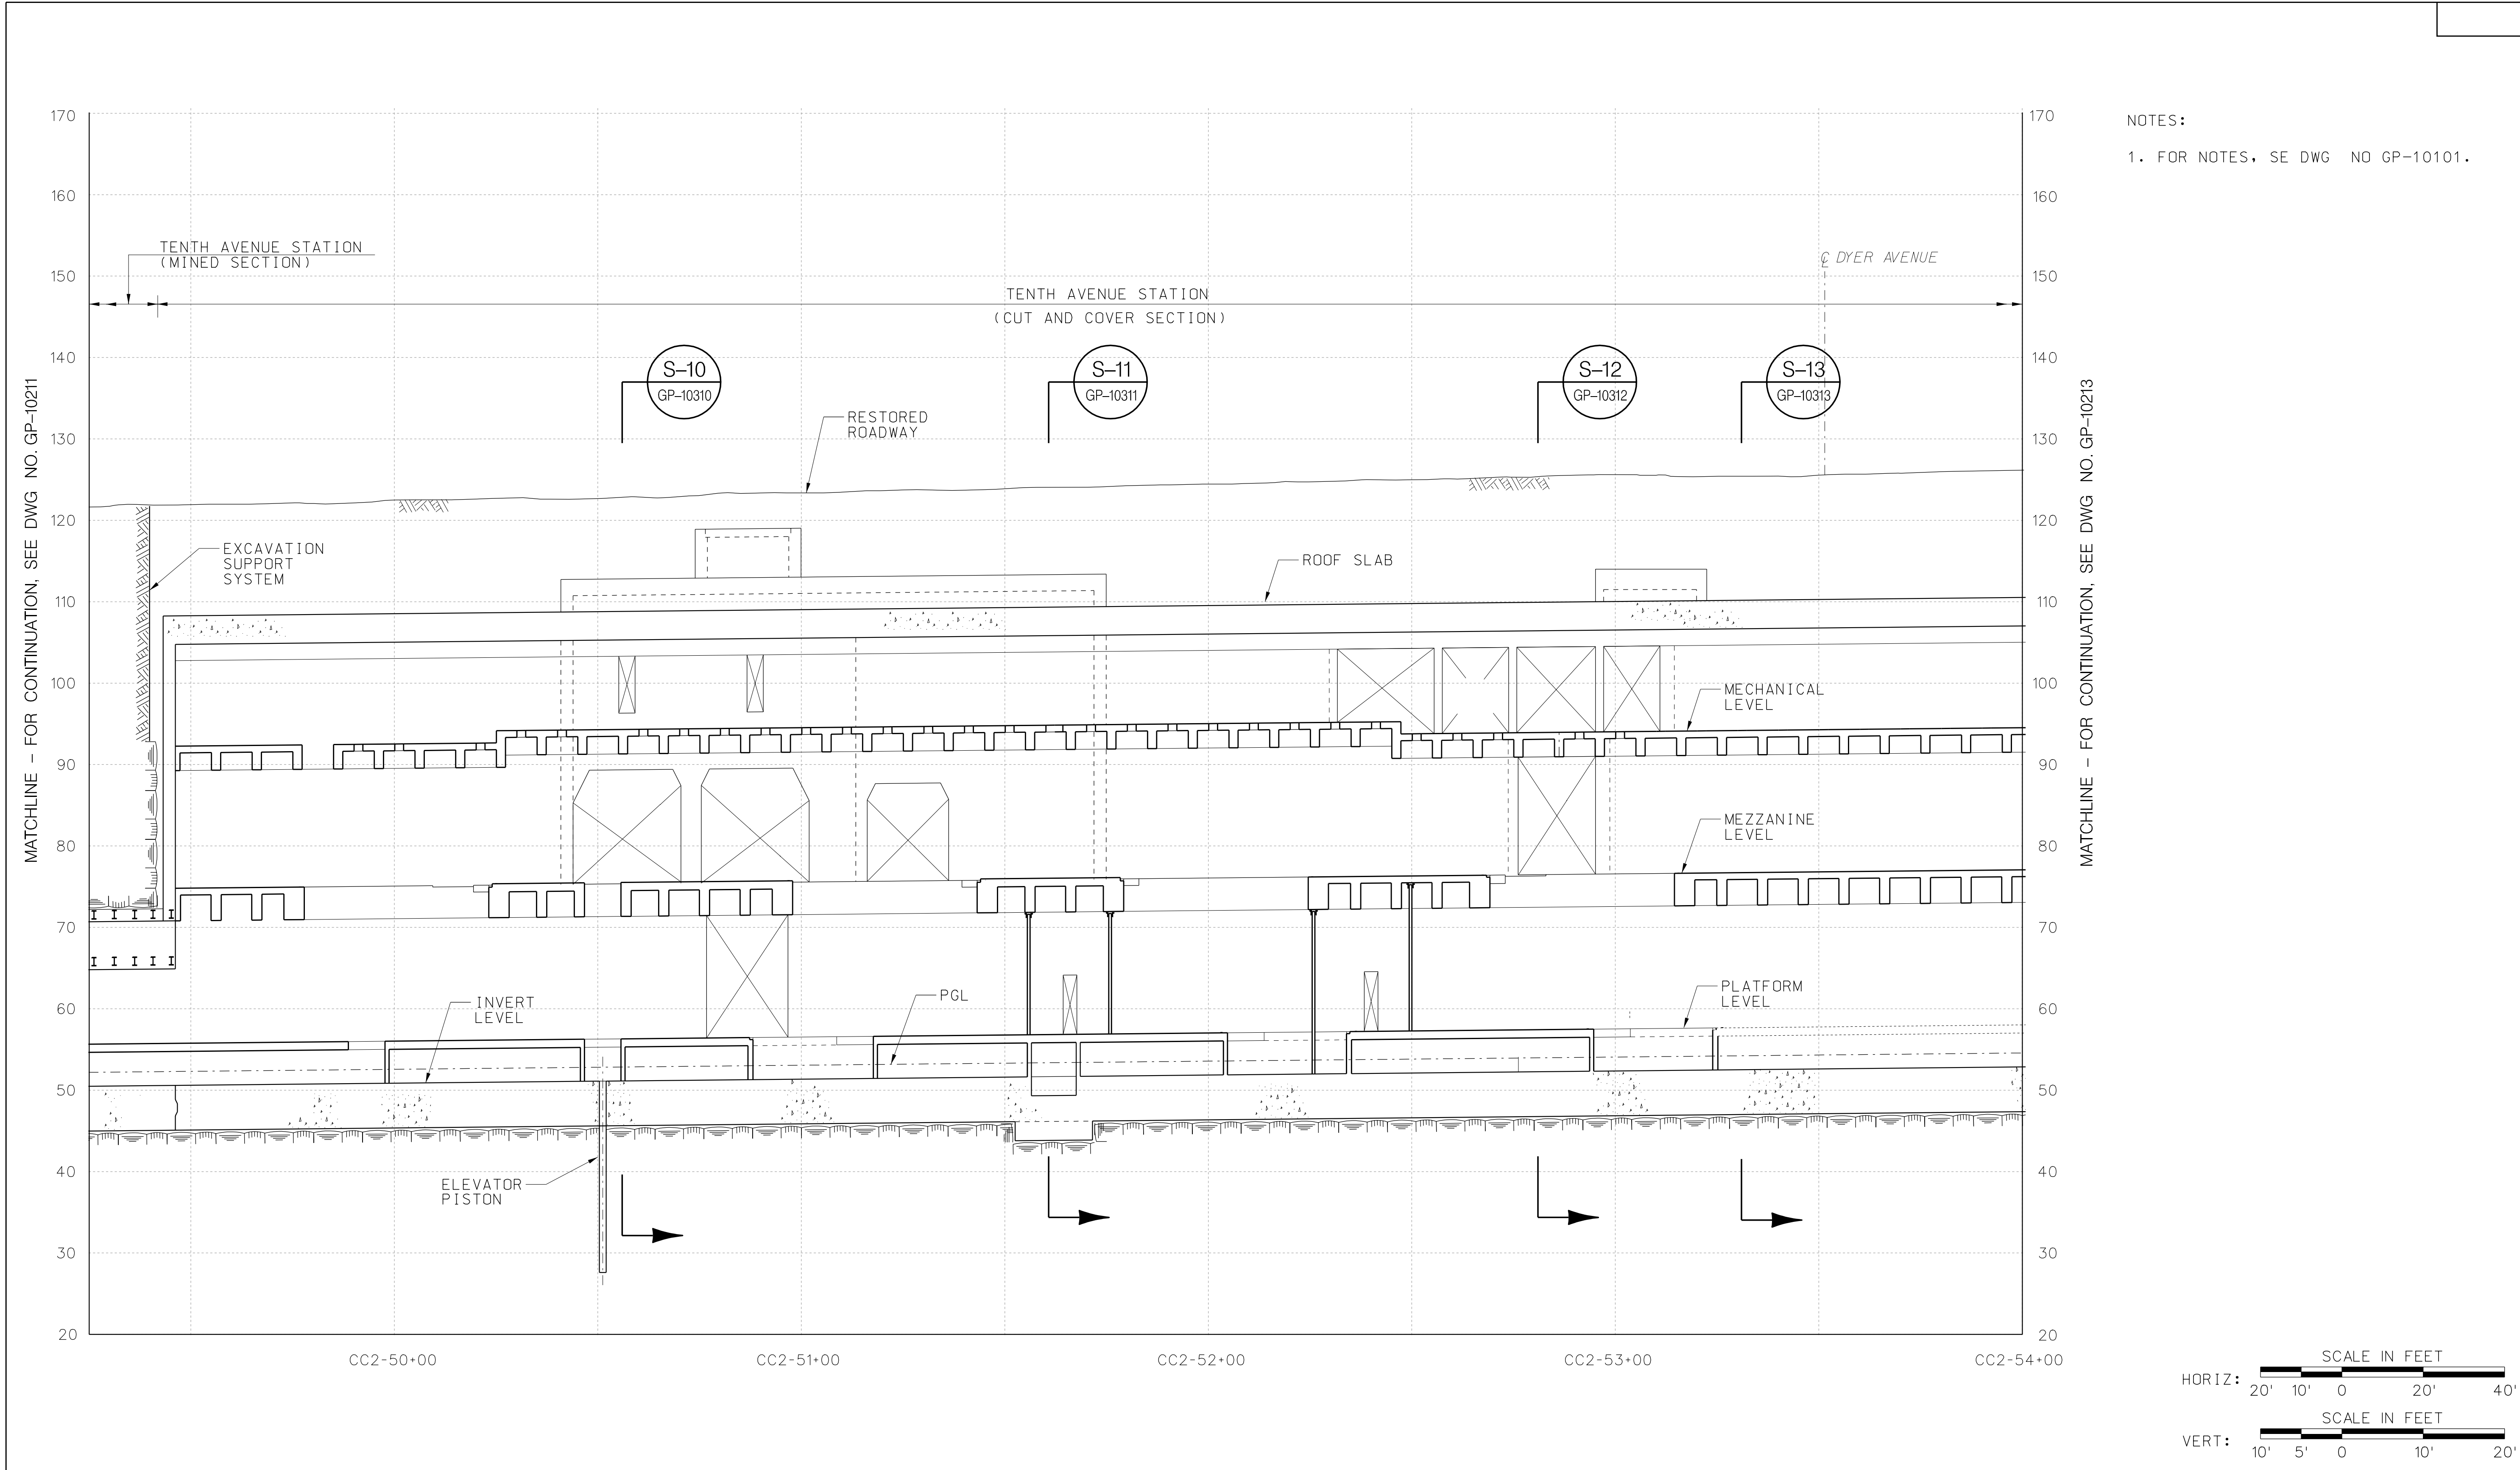 NOTES:
1. FOR NOTES, SE DWG NO GP-10101.
170
160
150
140
130
120
110
100
90
80
70
60
50
40
30
20
170
160
150
140
130
120
110
100
90
80
70
60
50
40
30
20
MATCHLINE – FOR CONTINUATION, SEE DWG NO. GP-10211
MATCHLINE – FOR CONTINUATION, SEE DWG NO. GP-10213
TENTH AVENUE STATION
(MINED SECTION)
TENTH AVENUE STATION
(CUT AND COVER SECTION)
℄ DYER AVENUE
S–10
GP–10310
S–11
GP–10311
S–12
GP–10312
S–13
GP–10313
RESTORED
ROADWAY
EXCAVATION
SUPPORT
SYSTEM
ROOF SLAB
MECHANICAL
LEVEL
MEZZANINE
LEVEL
INVERT
LEVEL
PGL
PLATFORM
LEVEL
ELEVATOR
PISTON
CC2-50+00
CC2-51+00
CC2-52+00
CC2-53+00
CC2-54+00
SCALE IN FEET
HORIZ:
20' 10' 0 20' 40'
SCALE IN FEET
VERT:
10' 5' 0 10' 20'